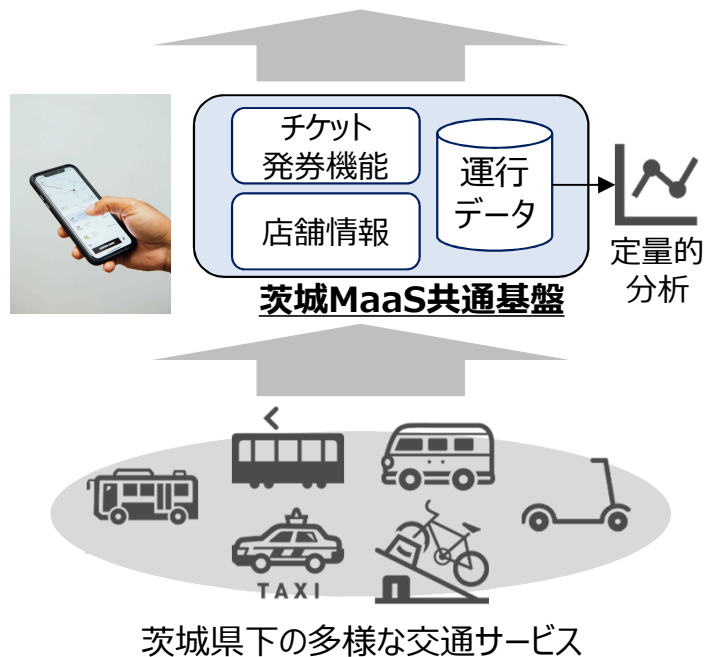 チケット
発券機能
店舗情報
運行
データ
定量的
分析
茨城MaaS共通基盤
TAXI
茨城県下の多様な交通サービス